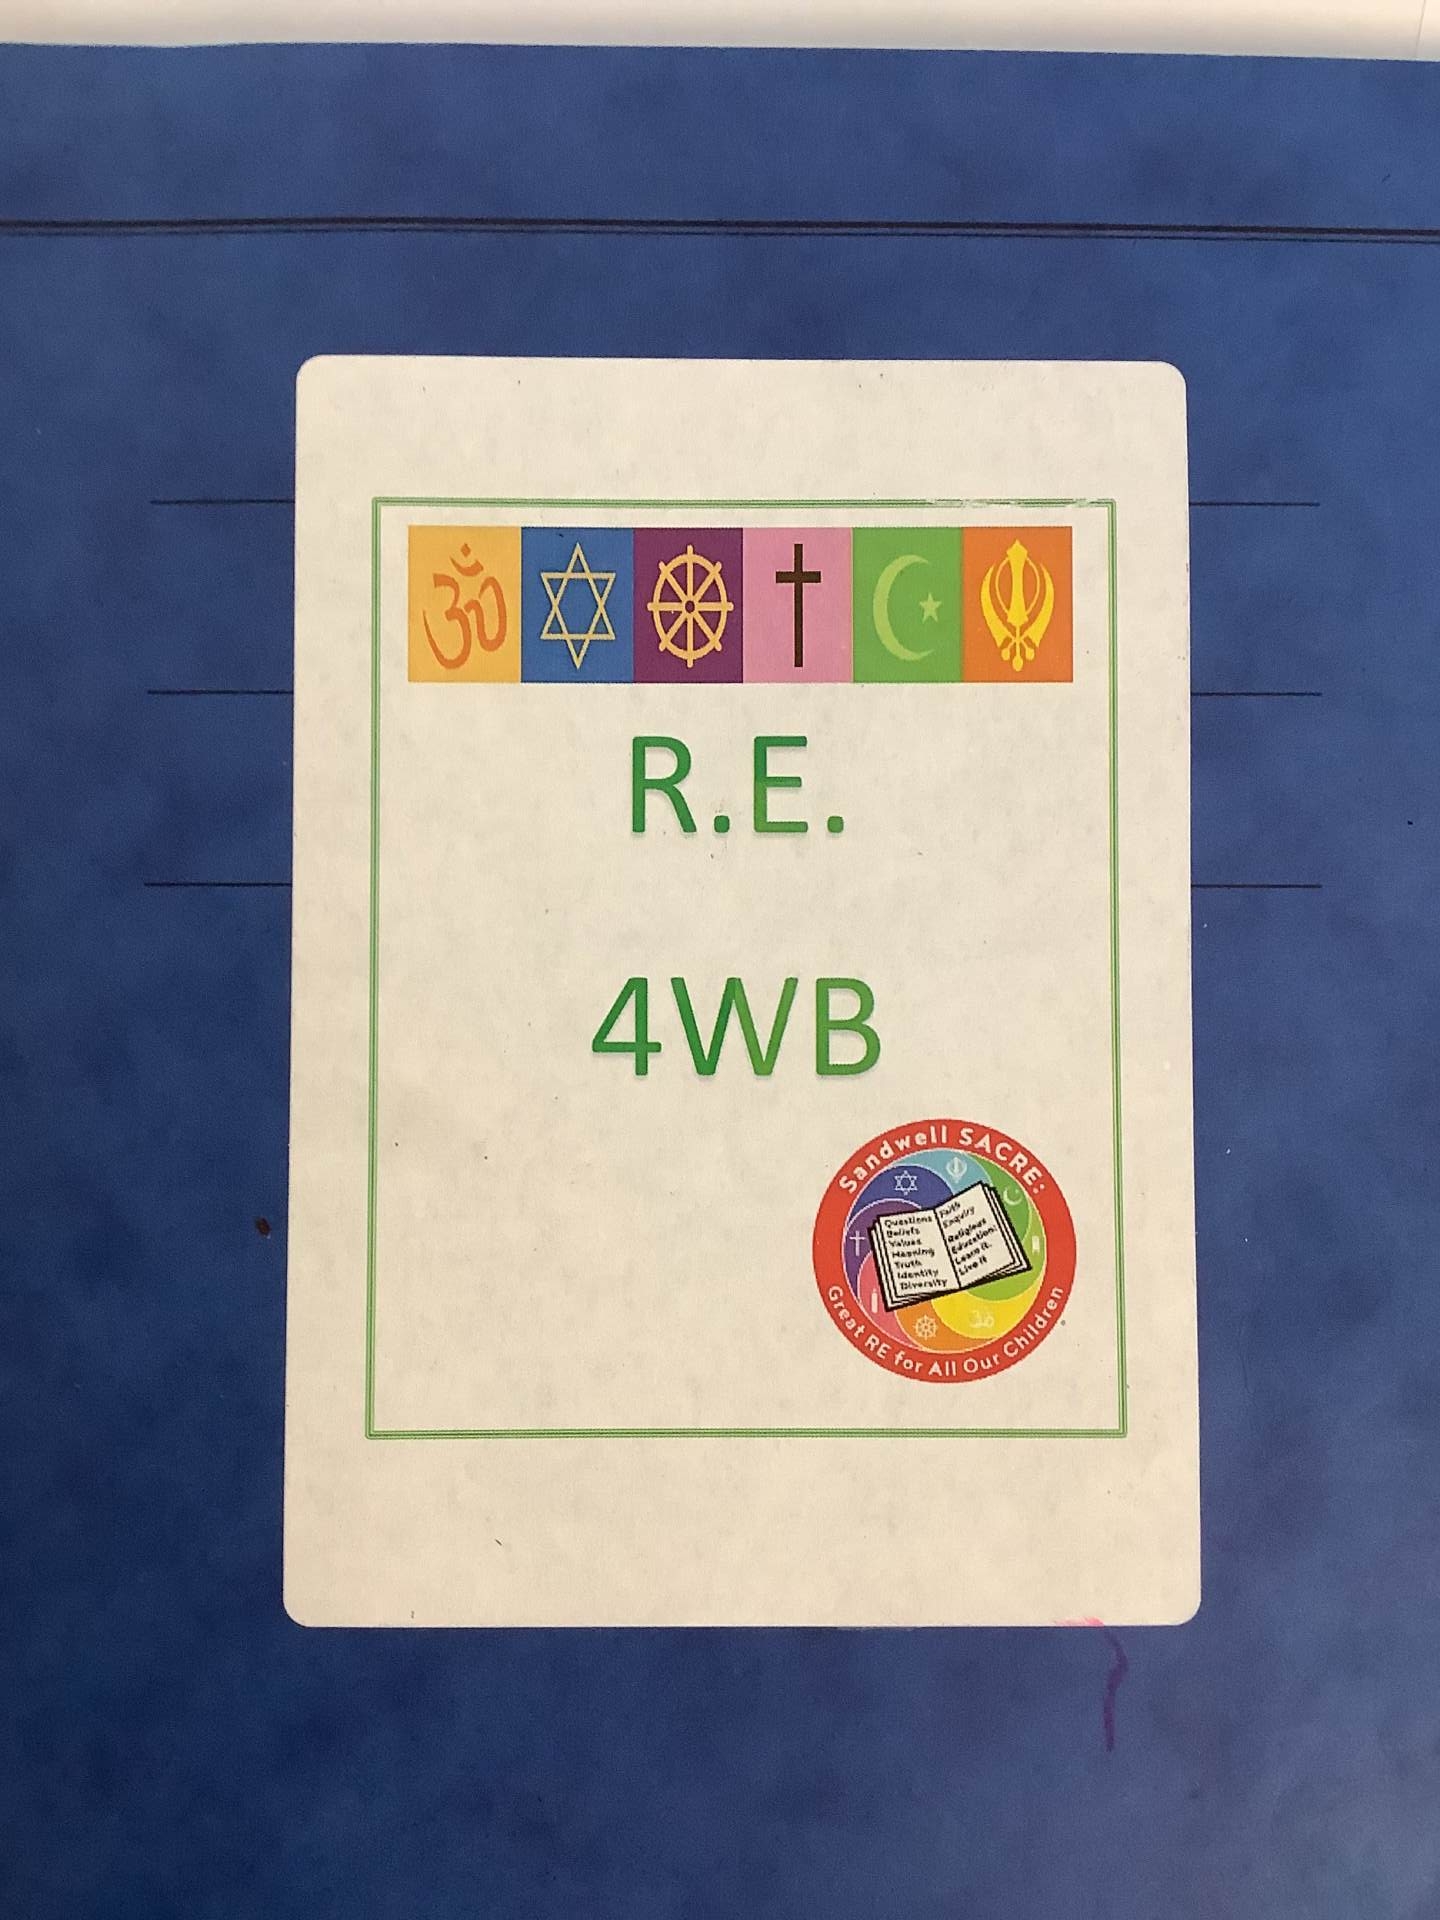 R.E.
4WB
Sandwell SACRE:
Questions
Beliefs
Values
Meaning
Truth
Identity
Diversity
Faith
Enquiry
Religious
Education:
Learn it.
Live it
Great RE for All Our Children